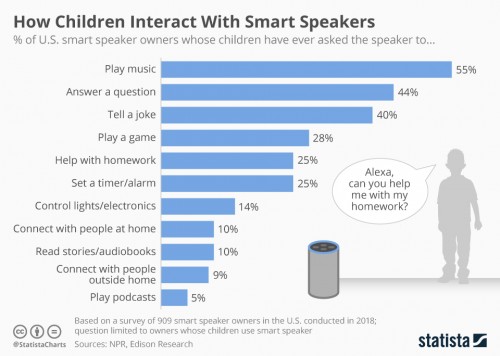 How Children Interact With Smart Speakers
% of U.S. smart speaker owners whose children have ever asked the speaker to...
Play music 55%
Answer a question 44%
Tell a joke 40%
Play a game 28%
Help with homework 25%
Set a timer/alarm 25%
Control lights/electronics 14%
Connect with people at home 10%
Read stories/audiobooks 10%
Connect with people
outside home 9%
Play podcasts 5%
Alexa,
can you help
me with my
homework?
Based on a survey of 909 smart speaker owners in the U.S. conducted in 2018;
question limited to owners whose children use smart speaker
@StatistaCharts Sources: NPR, Edison Research
cc
statista